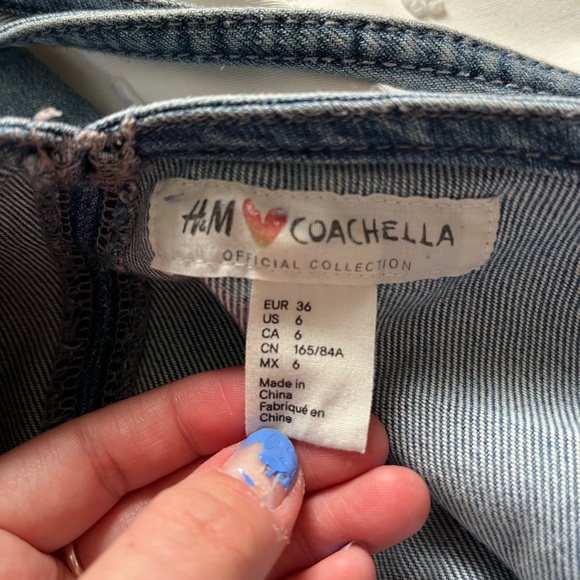 H&M COACHELLA
OFFICIAL COLLECTION
EUR 36
US 6
CA 6
CN 165/84A
MX 6
Made in
China
Fabriqué en
Chine